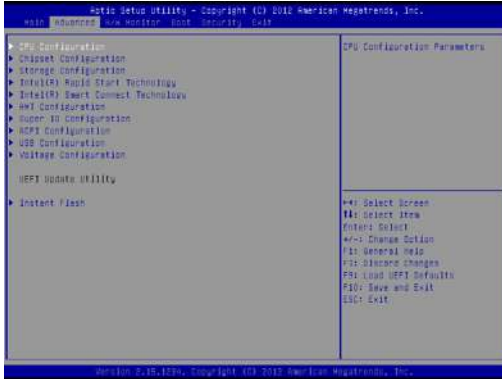 Aptio Setup Utility - Copyright (C) 2012 American Megatrends, Inc.
Main Advanced H/W Monitor Boot Security Exit
CPU Configuration
Chipset Configuration
Storage Configuration
Intel(R) Rapid Start Technology
Intel(R) Smart Connect Technology
AMT Configuration
Super IO Configuration
ACPI Configuration
USB Configuration
Voltage Configuration
UEFI Update Utility
Instant Flash
CPU Configuration Parameters
Select Screen
Select Item
Enter: Select
+/-: Change Option
F1: General Help
F7: Discard Changes
F9: Load UEFI Defaults
F10: Save and Exit
ESC: Exit
Version 2.15.1234. Copyright (C) 2012 American Megatrends, Inc.